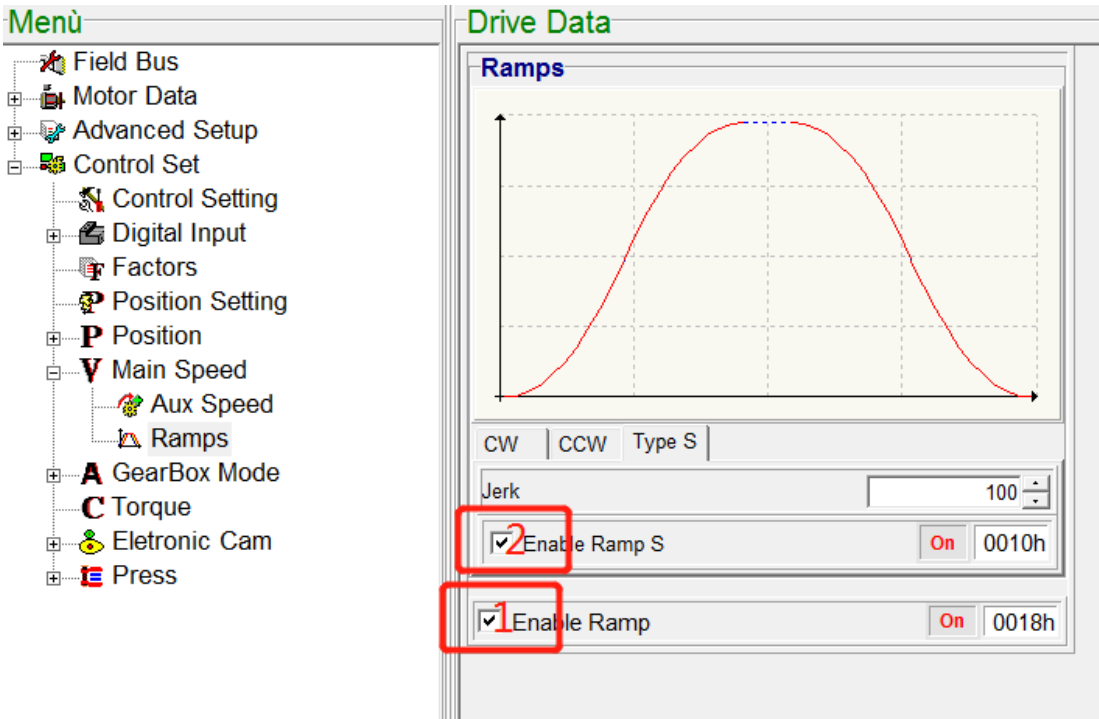 Menù
Field Bus
Motor Data
Advanced Setup
Control Set
Control Setting
Digital Input
Factors
Position Setting
P Position
V Main Speed
Aux Speed
Ramps
A GearBox Mode
C Torque
Eletronic Cam
Press
Drive Data
Ramps
CW CCW Type S
Jerk 100
2 Enable Ramp S On 0010h
1 Enable Ramp On 0018h